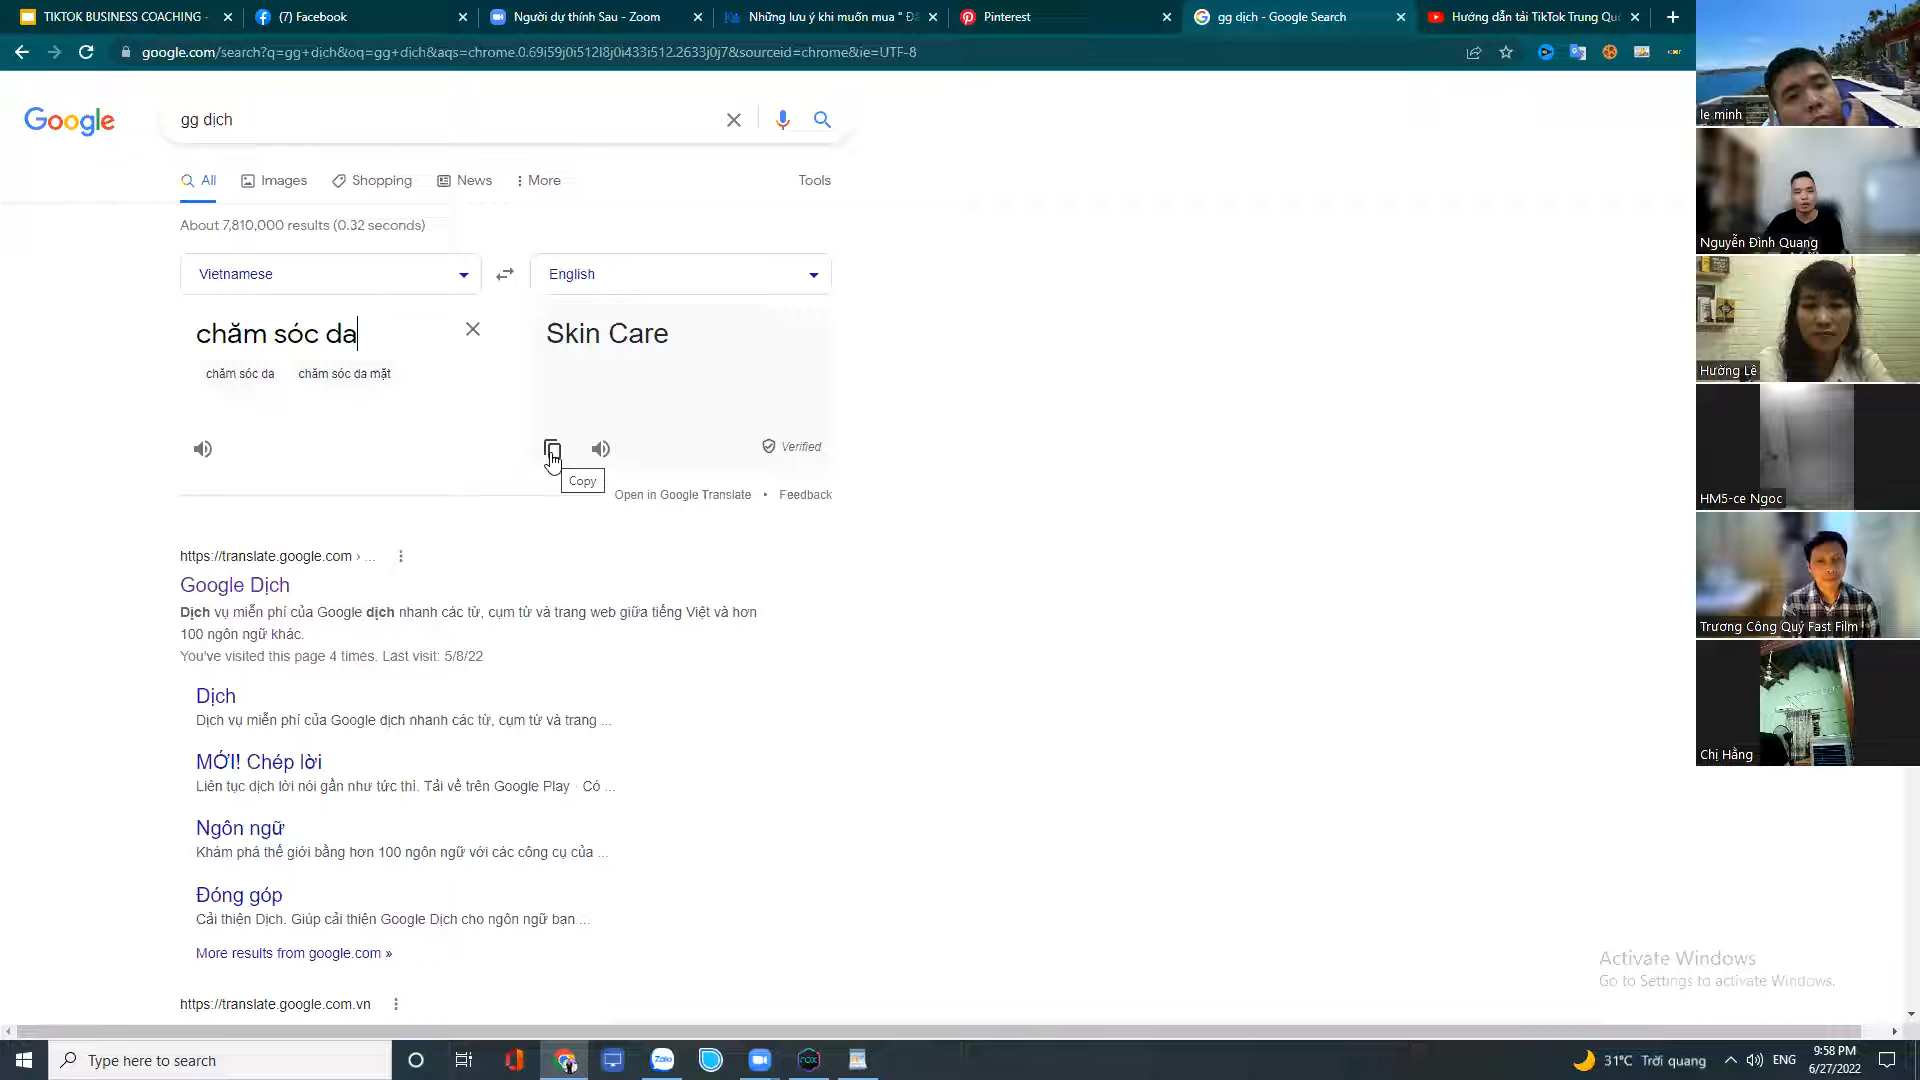 TIKTOK BUSINESS COACHING -
(7) Facebook
Người dự thính Sau - Zoom
Những lưu ý khi muốn mua "
Pinterest
gg dịch - Google Search
Hướng dẫn tải TikTok Trung
google.com/search?q=gg+dịch&oq=gg+dịch&aqs=chrome.0.69i59j0i512l8j0i433i512.2633j0j7&sourceid=chrome&ie=UTF-8
Google
gg dịch
All
Images
Shopping
News
More
Tools
About 7,810,000 results (0.32 seconds)
Vietnamese
English
chăm sóc da
Skin Care
chăm sóc da
chăm sóc da mặt
Verified
Copy
Open in Google Translate • Feedback
https://translate.google.com › ...
Google Dịch
Dịch vụ miễn phí của Google dịch nhanh các từ, cụm từ và trang web giữa tiếng Việt và hơn
100 ngôn ngữ khác.
You've visited this page 4 times. Last visit: 5/8/22
Dịch
Dịch vụ miễn phí của Google dịch nhanh các từ, cụm từ và trang ...
MỚI! Chép lời
Liên tục dịch lời nói gần như tức thì. Tải về trên Google Play · Có ...
Ngôn ngữ
Khám phá thế giới bằng hơn 100 ngôn ngữ với các công cụ của ...
Đóng góp
Cải thiện Dịch. Giúp cải thiện Google Dịch cho ngôn ngữ bạn ...
More results from google.com »
https://translate.google.com.vn
le minh
Nguyễn Đình Quang
Hường Lê
HM5-ce Ngoc
Trương Công Quý Fast Film
Chị Hằng
Activate Windows
Go to Settings to activate Windows.
Type here to search
Zalo
nox
31°C Trời quang
ENG
9:58 PM
6/27/2022